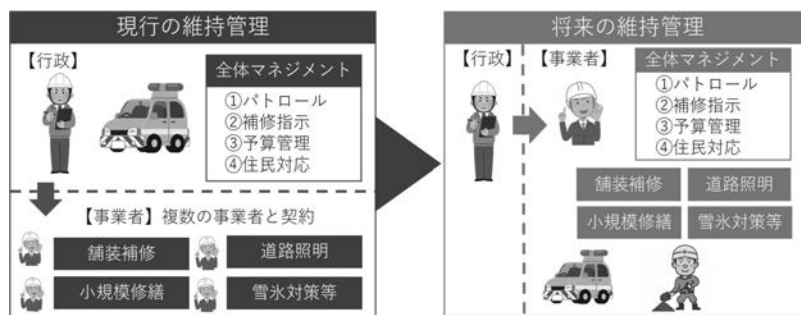 現行の維持管理
【行政】
全体マネジメント
①パトロール
②補修指示
③予算管理
④住民対応
【事業者】複数の事業者と契約
舗装補修
道路照明
小規模修繕
雪氷対策等
将来の維持管理
【行政】
【事業者】
全体マネジメント
①パトロール
②補修指示
③予算管理
④住民対応
舗装補修
道路照明
小規模修繕
雪氷対策等